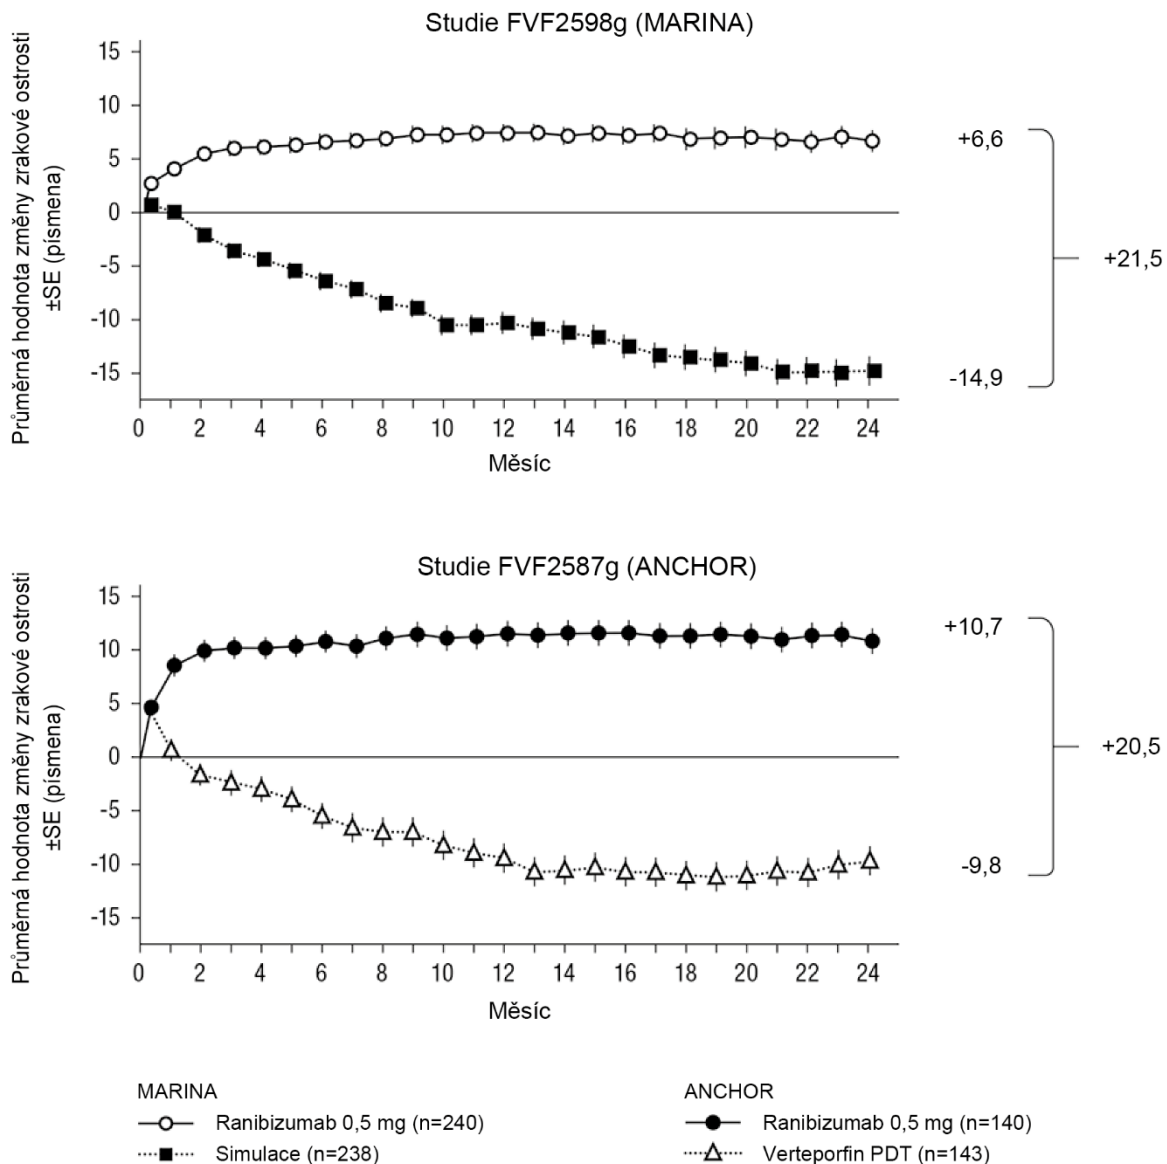 Studie FVF2598g (MARINA)
Průměrná hodnota změny zrakové ostrosti
±SE (písmena)
15
10
5
0
-5
-10
-15
+6,6
+21,5
-14,9
0 2 4 6 8 10 12 14 16 18 20 22 24
Měsíc
Studie FVF2587g (ANCHOR)
Průměrná hodnota změny zrakové ostrosti
±SE (písmena)
15
10
5
0
-5
-10
-15
+10,7
+20,5
-9,8
0 2 4 6 8 10 12 14 16 18 20 22 24
Měsíc
MARINA
Ranibizumab 0,5 mg (n=240)
Simulace (n=238)
ANCHOR
Ranibizumab 0,5 mg (n=140)
Verteporfin PDT (n=143)